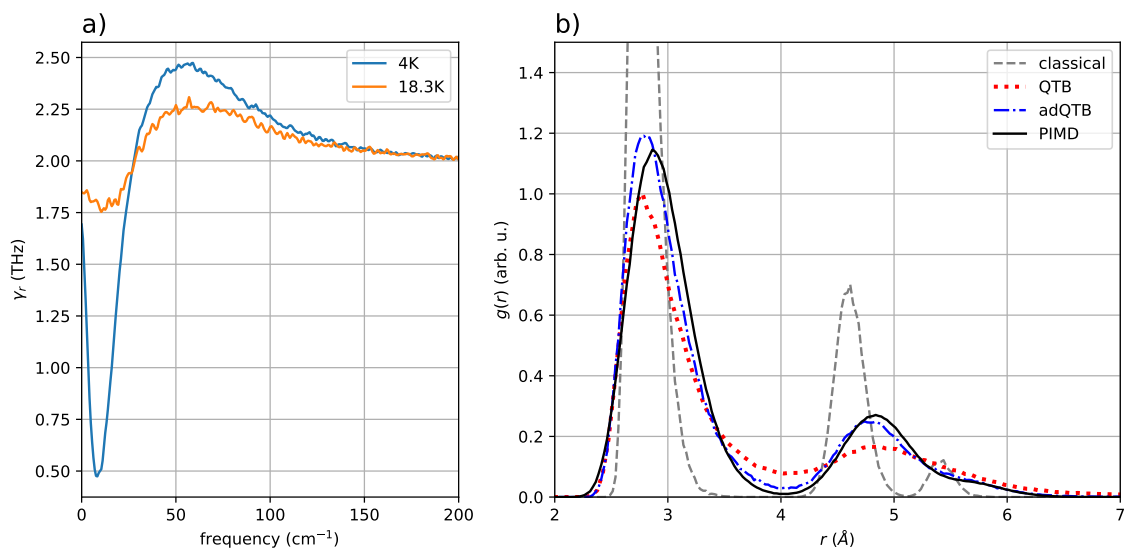 a)
2.50
2.25
2.00
1.75
1.50
1.25
1.00
0.75
0.50
γr (THz)
0
50
100
150
200
frequency (cm⁻¹)
4K
18.3K
b)
1.4
1.2
1.0
0.8
0.6
0.4
0.2
0.0
g(r) (arb. u.)
2
3
4
5
6
7
r (Å)
classical
QTB
adQTB
PIMD